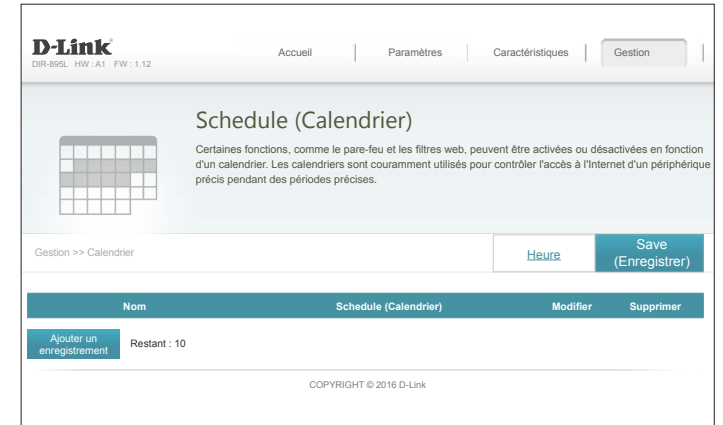 D-Link
DIR-895L HW : A1 FW : 1.12
Accueil
Paramètres
Caractéristiques
Gestion
Schedule (Calendrier)
Certaines fonctions, comme le pare-feu et les filtres web, peuvent être activées ou désactivées en fonction
d'un calendrier. Les calendriers sont couramment utilisés pour contrôler l'accès à l'Internet d'un périphérique
précis pendant des périodes précises.
Gestion >> Calendrier
Heure
Save
(Enregistrer)
Nom
Schedule (Calendrier)
Modifier
Supprimer
Ajouter un
enregistrement
Restant : 10
COPYRIGHT © 2016 D-Link